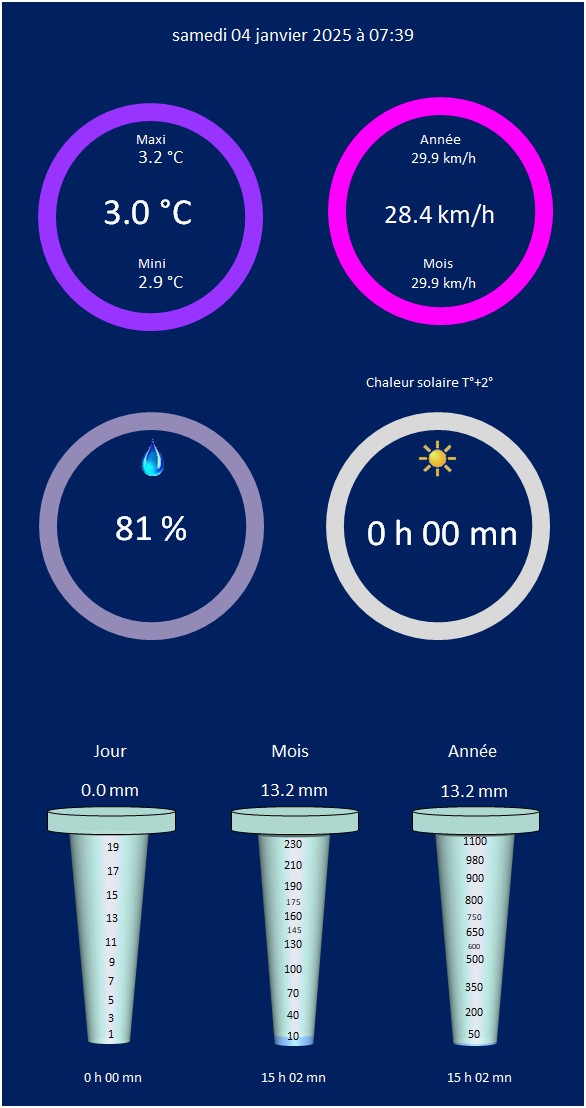 samedi 04 janvier 2025 à 07:39
Maxi
3.2 °C
3.0 °C
Mini
2.9 °C
Année
29.9 km/h
28.4 km/h
Mois
29.9 km/h
Chaleur solaire T°+2°
81 %
0 h 00 mn
Jour
0.0 mm
19
17
15
13
11
9
7
5
3
1
0 h 00 mn
Mois
13.2 mm
230
210
190
175
160
145
130
100
70
40
10
15 h 02 mn
Année
13.2 mm
1100
980
900
800
750
650
600
500
350
200
50
15 h 02 mn